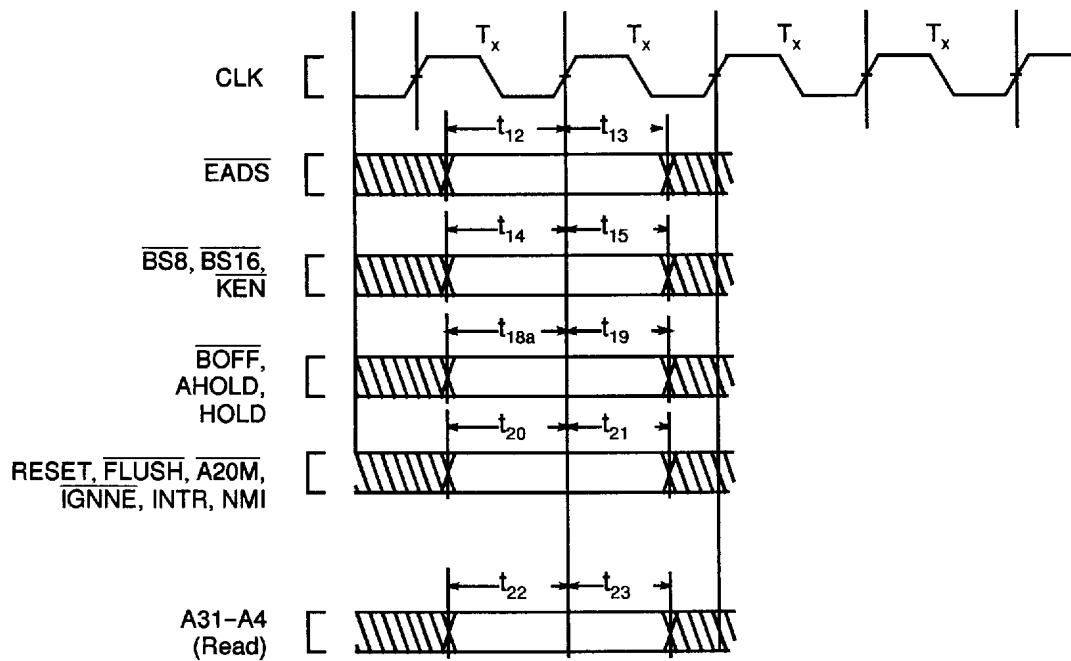 Tx Tx Tx Tx
CLK
t12 t13
EADS
t14 t15
BS8, BS16,
KEN
t18a t19
BOFF,
AHOLD,
HOLD
t20 t21
RESET, FLUSH, A20M,
IGNNE, INTR, NMI
t22 t23
A31–A4
(Read)